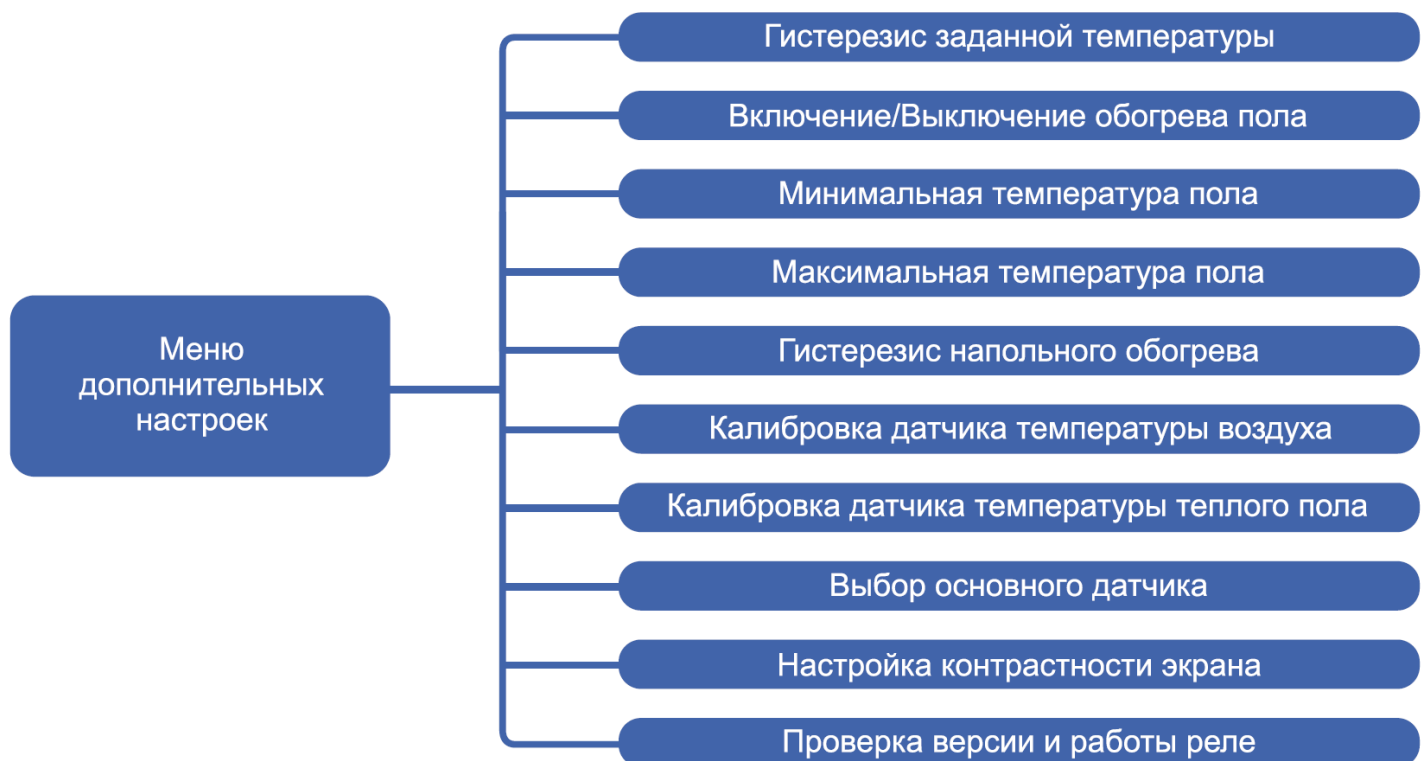 Гистерезис заданной температуры
Включение/Выключение обогрева пола
Минимальная температура пола
Максимальная температура пола
Меню
дополнительных
настроек
Гистерезис напольного обогрева
Калибровка датчика температуры воздуха
Калибровка датчика температуры теплого пола
Выбор основного датчика
Настройка контрастности экрана
Проверка версии и работы реле